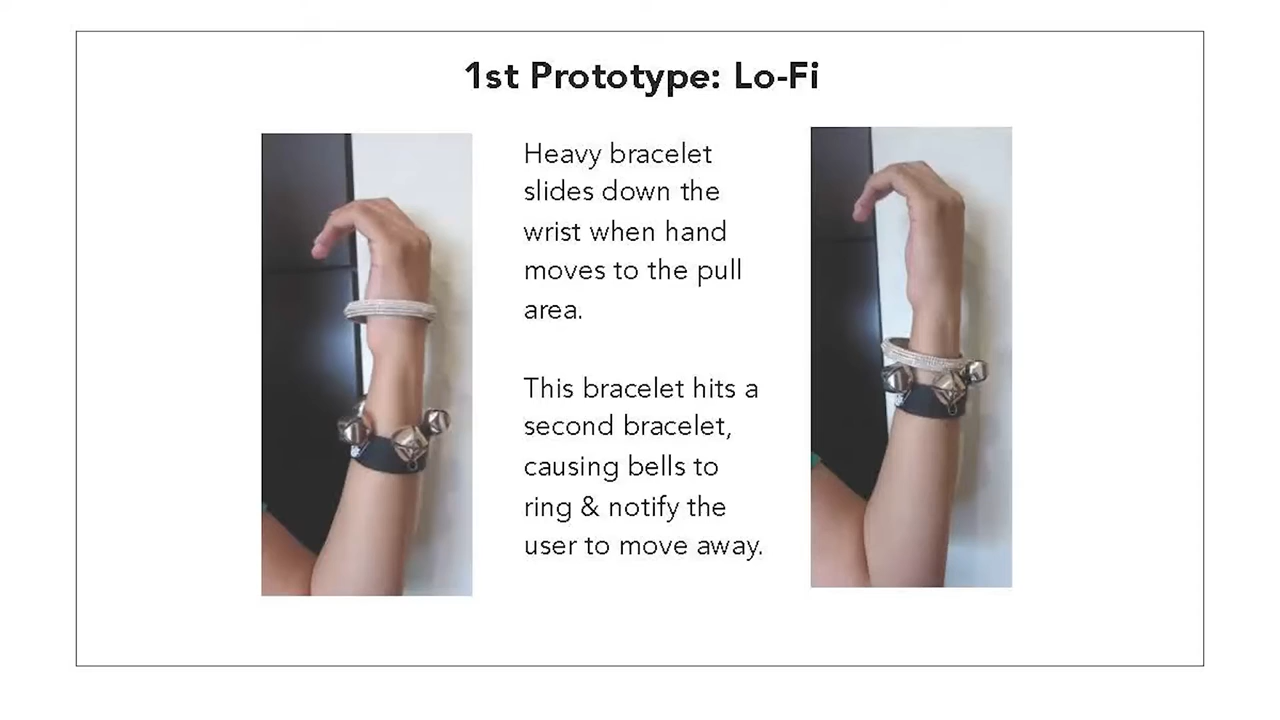 1st Prototype: Lo-Fi
Heavy bracelet
slides down the
wrist when hand
moves to the pull
area.
This bracelet hits a
second bracelet,
causing bells to
ring & notify the
user to move away.